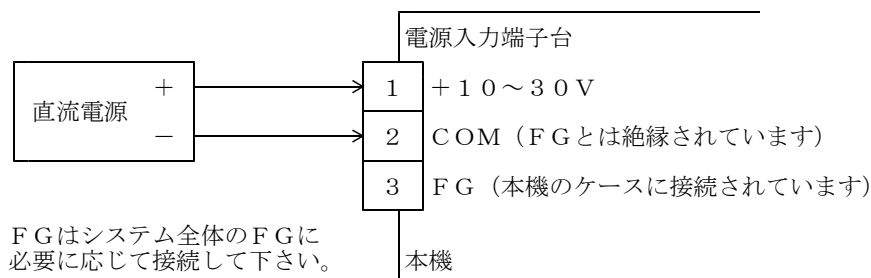 電源入力端子台
直流電源
+
−
1
+10~30V
2
COM(FGとは絶縁されています)
3
FG(本機のケースに接続されています)
FGはシステム全体のFGに
必要に応じて接続して下さい。
本機